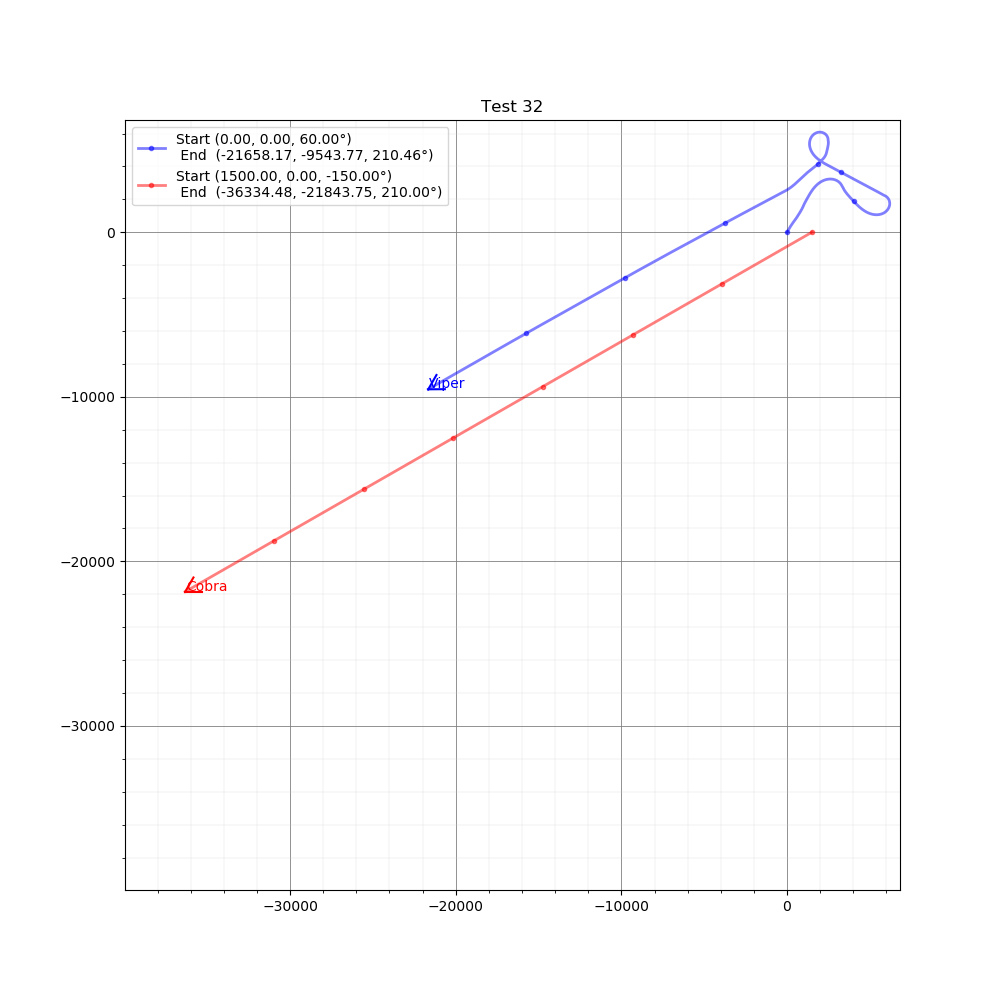 Test 32
Start (0.00, 0.00, 60.00°)
End (-21658.17, -9543.77, 210.46°)
Start (1500.00, 0.00, -150.00°)
End (-36334.48, -21843.75, 210.00°)
0
−10000
−20000
−30000
Viper
Cobra
−30000 −20000 −10000 0